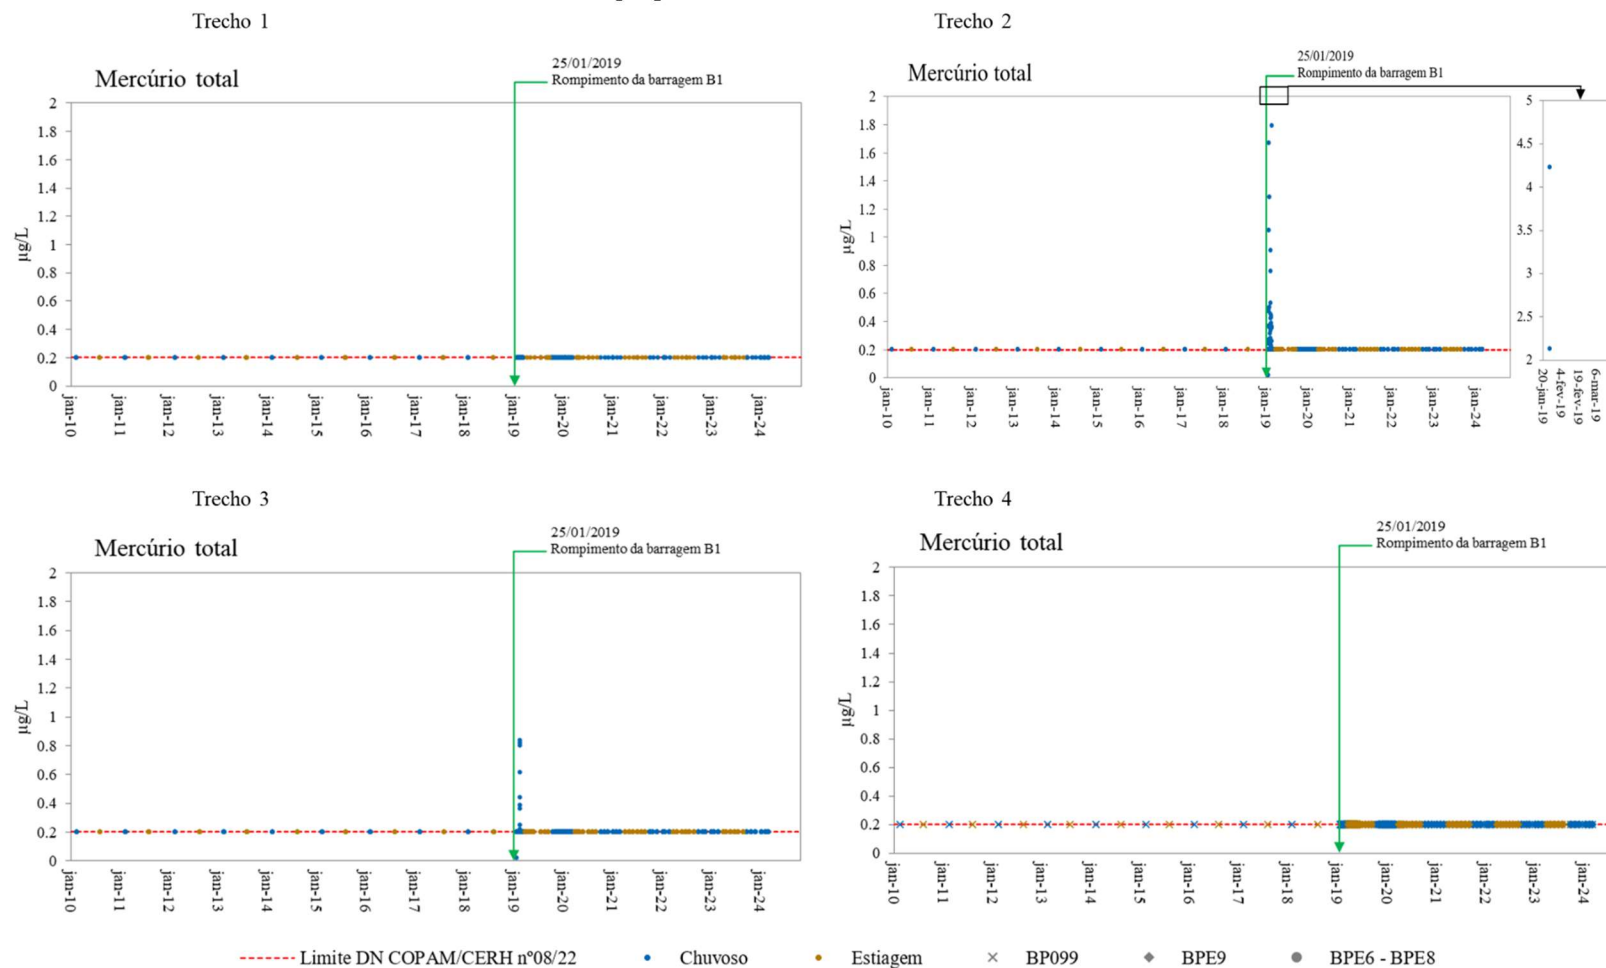 Trecho 1
Mercúrio total
25/01/2019
Rompimento da barragem B1
µg/L
2
1.8
1.6
1.4
1.2
1
0.8
0.6
0.4
0.2
0
jan-10
jan-11
jan-12
jan-13
jan-14
jan-15
jan-16
jan-17
jan-18
jan-19
jan-20
jan-21
jan-22
jan-23
jan-24
Trecho 2
Mercúrio total
25/01/2019
Rompimento da barragem B1
µg/L
2
1.8
1.6
1.4
1.2
1
0.8
0.6
0.4
0.2
0
jan-10
jan-11
jan-12
jan-13
jan-14
jan-15
jan-16
jan-17
jan-18
jan-19
jan-20
jan-21
jan-22
jan-23
jan-24
5
4.5
4
3.5
3
2.5
2
20-jan-19
4-fev-19
19-fev-19
6-mar-19
Trecho 3
Mercúrio total
25/01/2019
Rompimento da barragem B1
µg/L
2
1.8
1.6
1.4
1.2
1
0.8
0.6
0.4
0.2
0
jan-10
jan-11
jan-12
jan-13
jan-14
jan-15
jan-16
jan-17
jan-18
jan-19
jan-20
jan-21
jan-22
jan-23
jan-24
Trecho 4
Mercúrio total
25/01/2019
Rompimento da barragem B1
µg/L
2
1.8
1.6
1.4
1.2
1
0.8
0.6
0.4
0.2
0
jan-10
jan-11
jan-12
jan-13
jan-14
jan-15
jan-16
jan-17
jan-18
jan-19
jan-20
jan-21
jan-22
jan-23
jan-24
Limite DN COPAM/CERH nº08/22 Chuvoso Estiagem BP099 BPE9 BPE6 - BPE8